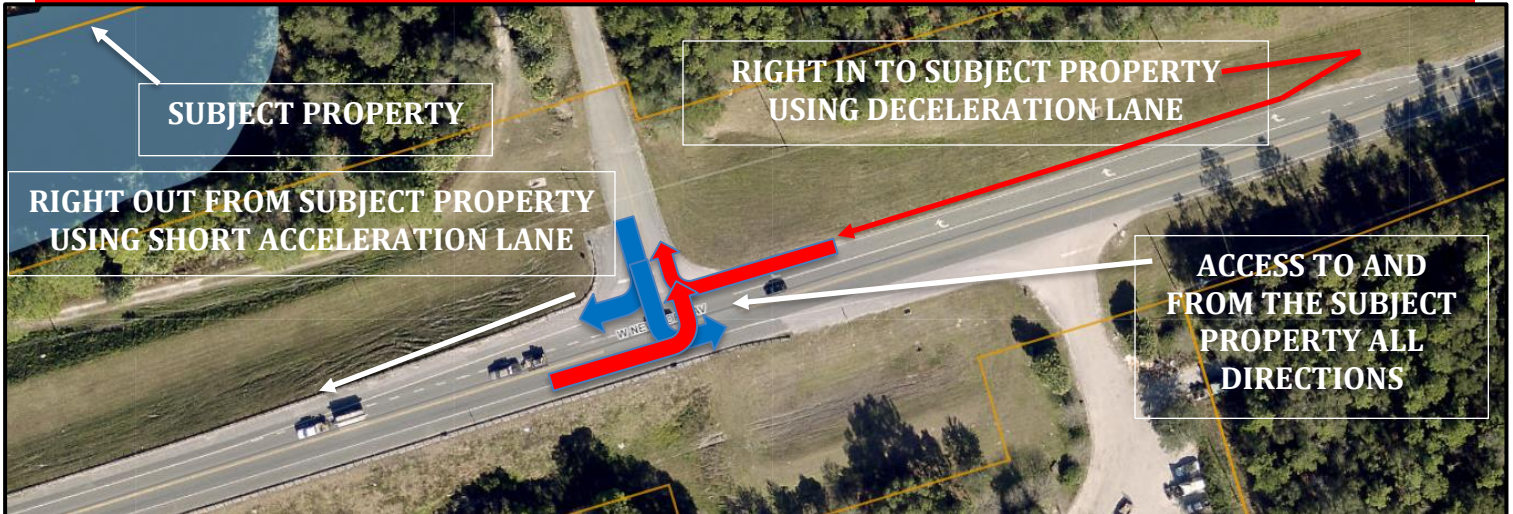 SUBJECT PROPERTY
RIGHT IN TO SUBJECT PROPERTY
USING DECELERATION LANE
RIGHT OUT FROM SUBJECT PROPERTY
USING SHORT ACCELERATION LANE
ACCESS TO AND
FROM THE SUBJECT
PROPERTY ALL
DIRECTIONS